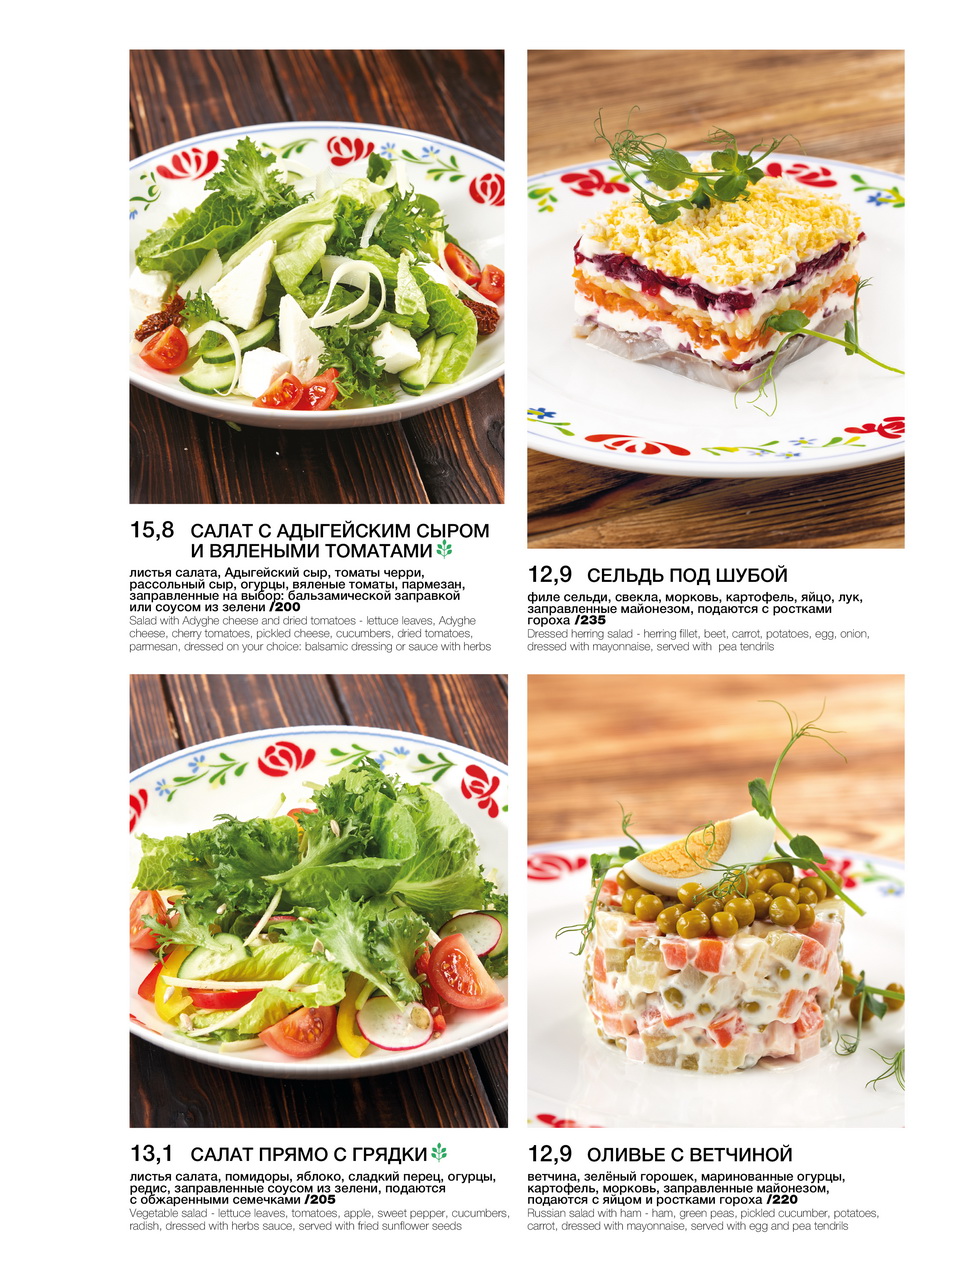 15,8 САЛАТ С АДЫГЕЙСКИМ СЫРОМ
И ВЯЛЕНЫМИ ТОМАТАМИ
листья салата, Адыгейский сыр, томаты черри,
рассольный сыр, огурцы, вяленые томаты, пармезан,
заправленные на выбор: бальзамической заправкой
или соусом из зелени /200
Salad with Adyghe cheese and dried tomatoes - lettuce leaves, Adyghe
cheese, cherry tomatoes, pickled cheese, cucumbers, dried tomatoes,
parmesan, dressed on your choice: balsamic dressing or sauce with herbs
12,9 СЕЛЬДЬ ПОД ШУБОЙ
филе сельди, свекла, морковь, картофель, яйцо, лук,
заправленные майонезом, подаются с ростками
гороха /235
Dressed herring salad - herring fillet, beet, carrot, potatoes, egg, onion,
dressed with mayonnaise, served with pea tendrils
13,1 САЛАТ ПРЯМО С ГРЯДКИ
листья салата, помидоры, яблоко, сладкий перец, огурцы,
редис, заправленные соусом из зелени, подаются
с обжаренными семечками /205
Vegetable salad - lettuce leaves, tomatoes, apple, sweet pepper, cucumbers,
radish, dressed with herbs sauce, served with fried sunflower seeds
12,9 ОЛИВЬЕ С ВЕТЧИНОЙ
ветчина, зелёный горошек, маринованные огурцы,
картофель, морковь, заправленные майонезом,
подаются с яйцом и ростками гороха /220
Russian salad with ham - ham, green peas, pickled cucumber, potatoes,
carrot, dressed with mayonnaise, served with egg and pea tendrils